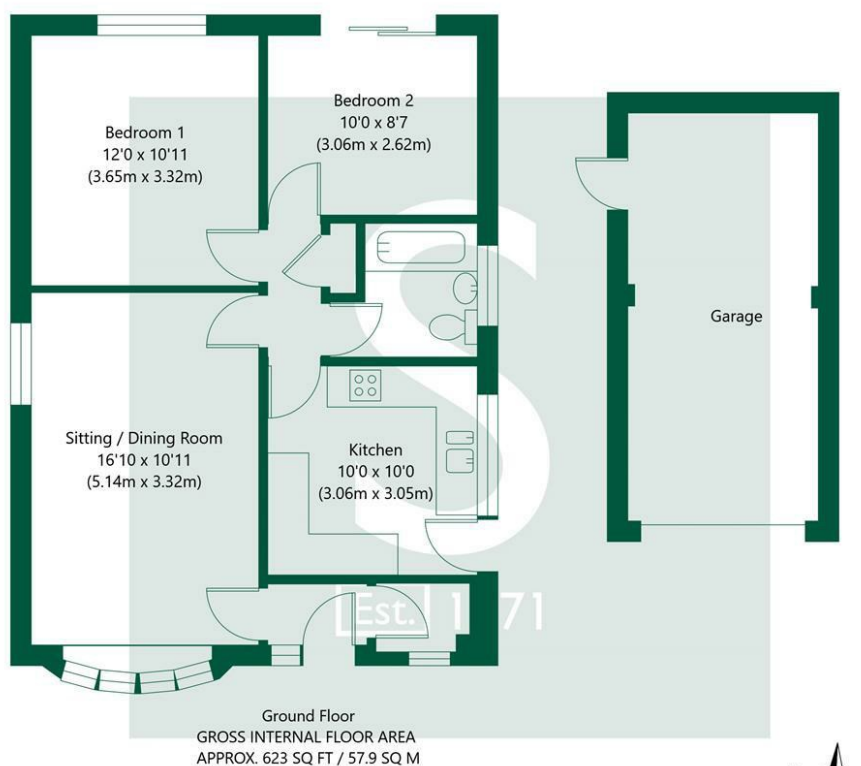 Bedroom 1
12'0 x 10'11
(3.65m x 3.32m)
Bedroom 2
10'0 x 8'7
(3.06m x 2.62m)
Garage
Sitting / Dining Room
16'10 x 10'11
(5.14m x 3.32m)
Kitchen
10'0 x 10'0
(3.06m x 3.05m)
S
Est.
Ground Floor
GROSS INTERNAL FLOOR AREA
APPROX. 623 SQ FT / 57.9 SQ M